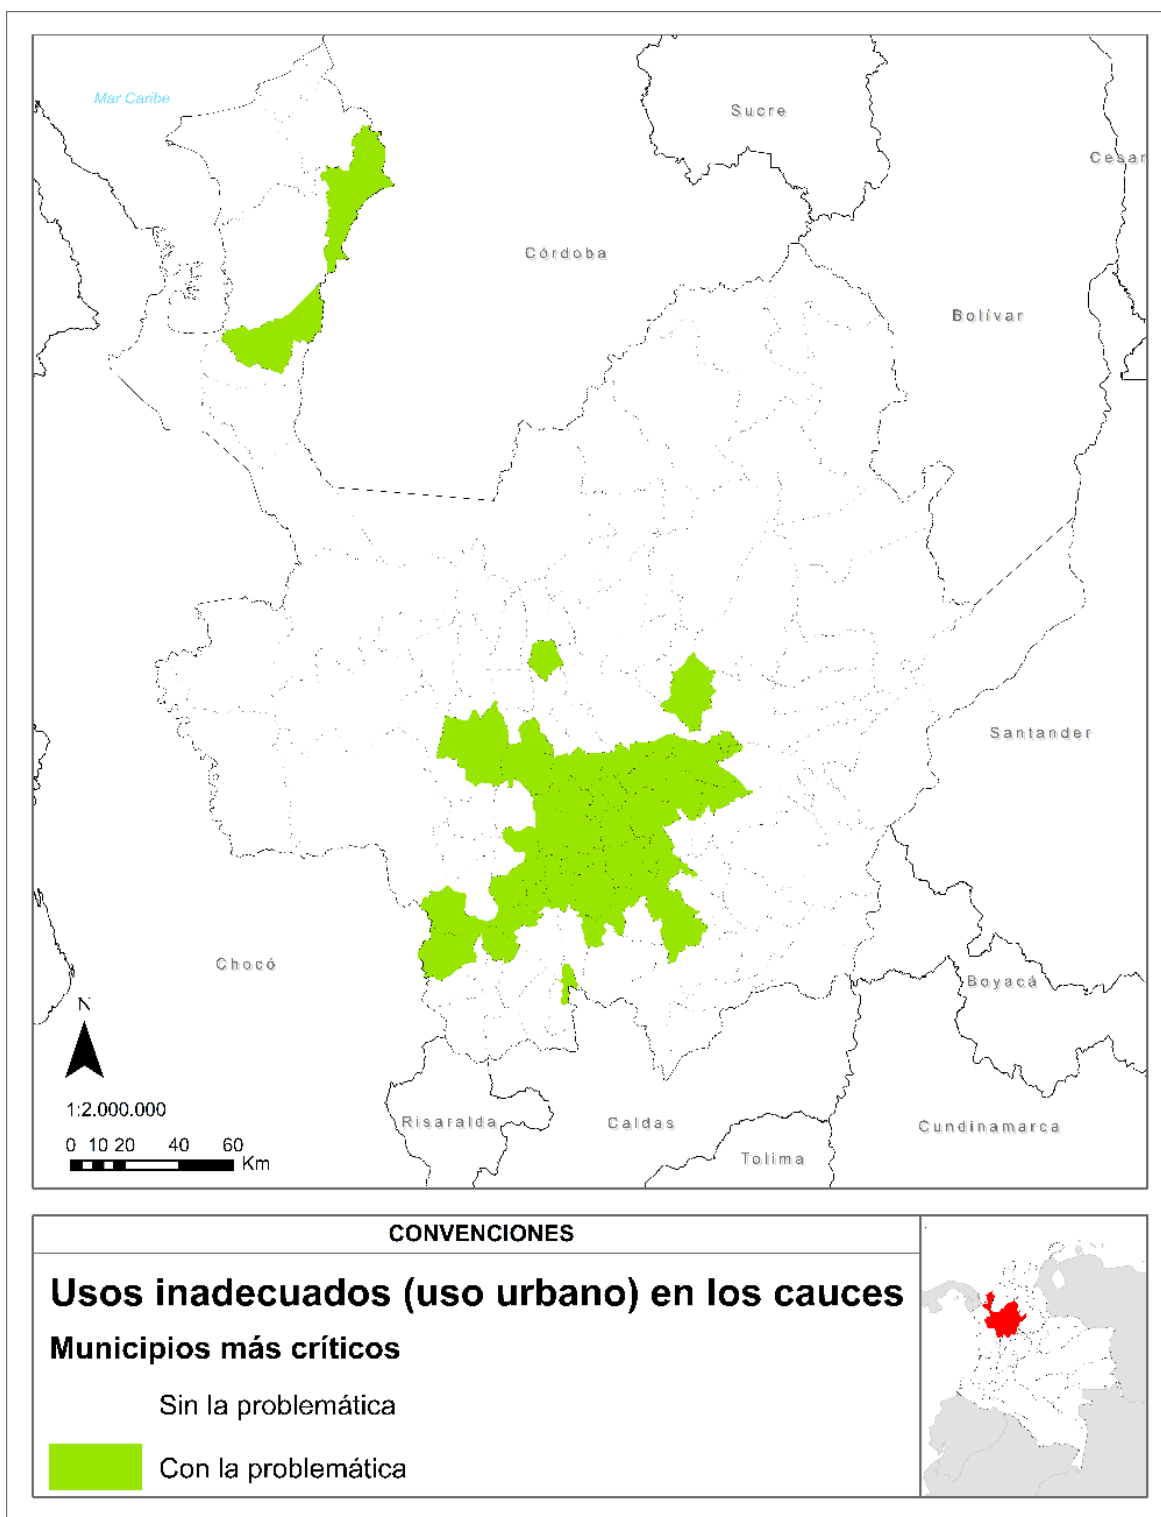 Mar Caribe
Sucre
Cesar
Córdoba
Bolívar
Santander
Chocó
Boyacá
N
1:2.000.000
Risaralda
Caldas
Cundinamarca
Tolima
0 10 20 40 60
Km
CONVENCIONES
Usos inadecuados (uso urbano) en los cauces
Municipios más críticos
Sin la problemática
Con la problemática